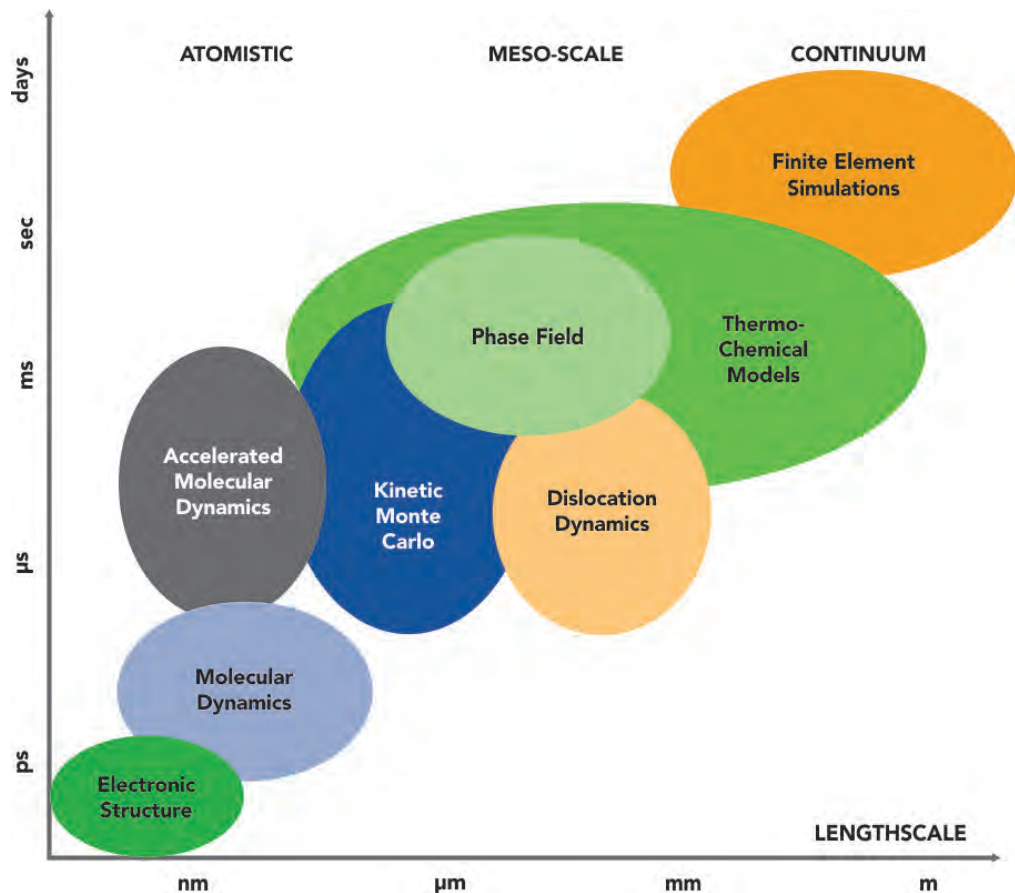 ATOMISTIC
MESO-SCALE
CONTINUUM
days
sec
ms
µs
ps
Finite Element
Simulations
Phase Field
Thermo-
Chemical
Models
Accelerated
Molecular
Dynamics
Kinetic
Monte
Carlo
Dislocation
Dynamics
Molecular
Dynamics
Electronic
Structure
LENGTHSCALE
nm
µm
mm
m